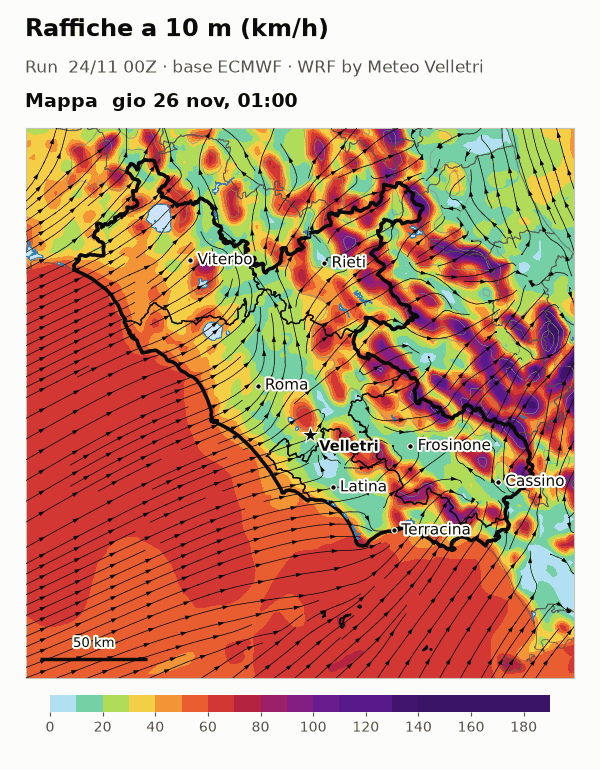 Raffiche a 10 m (km/h)
Run  24/11 00Z · base ECMWF · WRF by Meteo Velletri
Mappa  gio 26 nov, 01:00
Viterbo
Rieti
Roma
Velletri
Frosinone
Cassino
Latina
Terracina
50 km
0 20 40 60 80 100 120 140 160 180